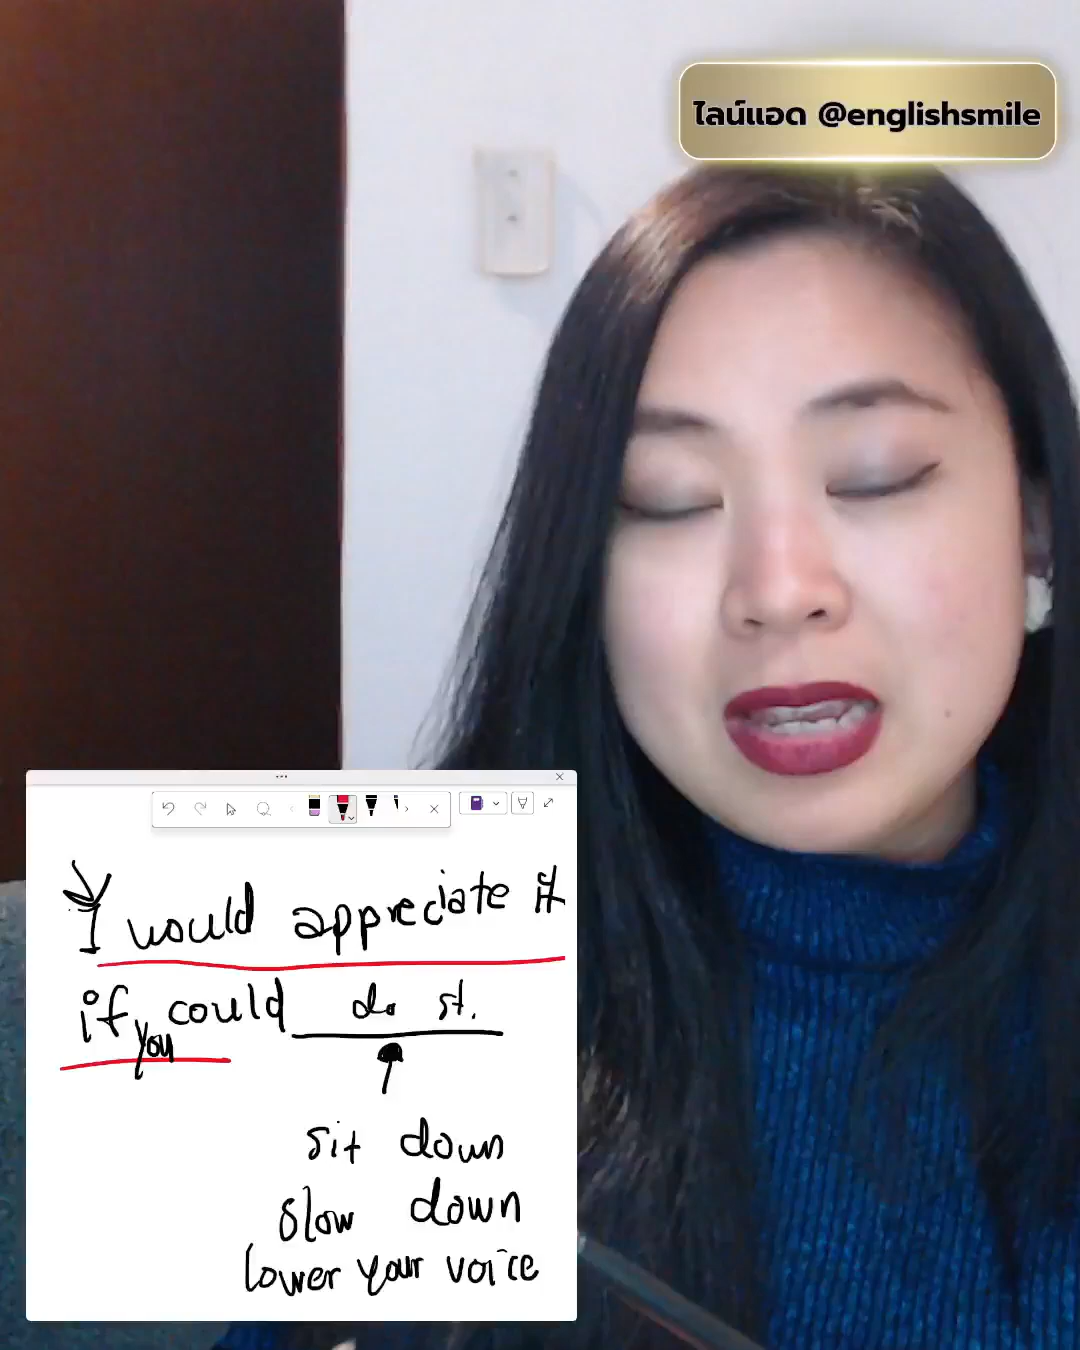 ไลน์แอด @englishsmile
I would appreciate it
if you could do st.
sit down
slow down
lower your voice